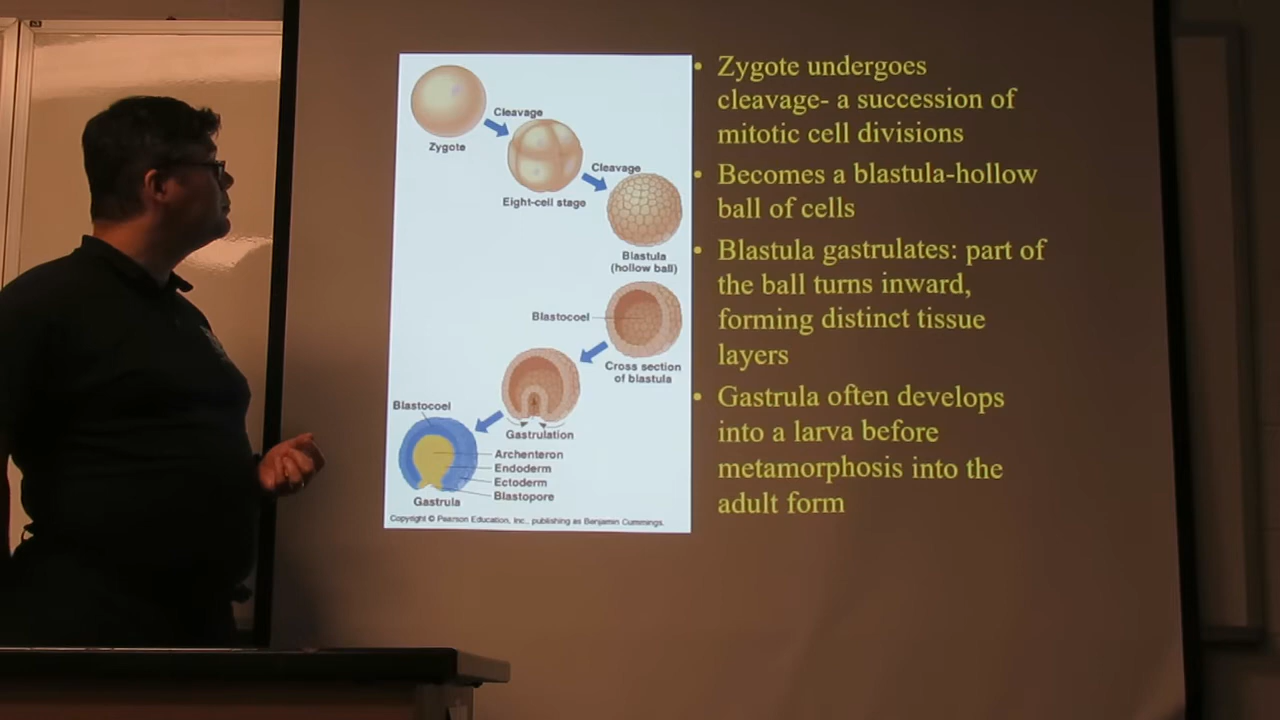 Cleavage
Zygote
Cleavage
Eight-cell stage
Blastula
(hollow ball)
Blastocoel
Cross section
of blastula
Blastocoel
Gastrulation
Archenteron
Endoderm
Ectoderm
Blastopore
Gastrula
Copyright © Pearson Education, Inc., publishing as Benjamin Cummings.
• Zygote undergoes
cleavage- a succession of
mitotic cell divisions
• Becomes a blastula-hollow
ball of cells
• Blastula gastrulates: part of
the ball turns inward,
forming distinct tissue
layers
• Gastrula often develops
into a larva before
metamorphosis into the
adult form